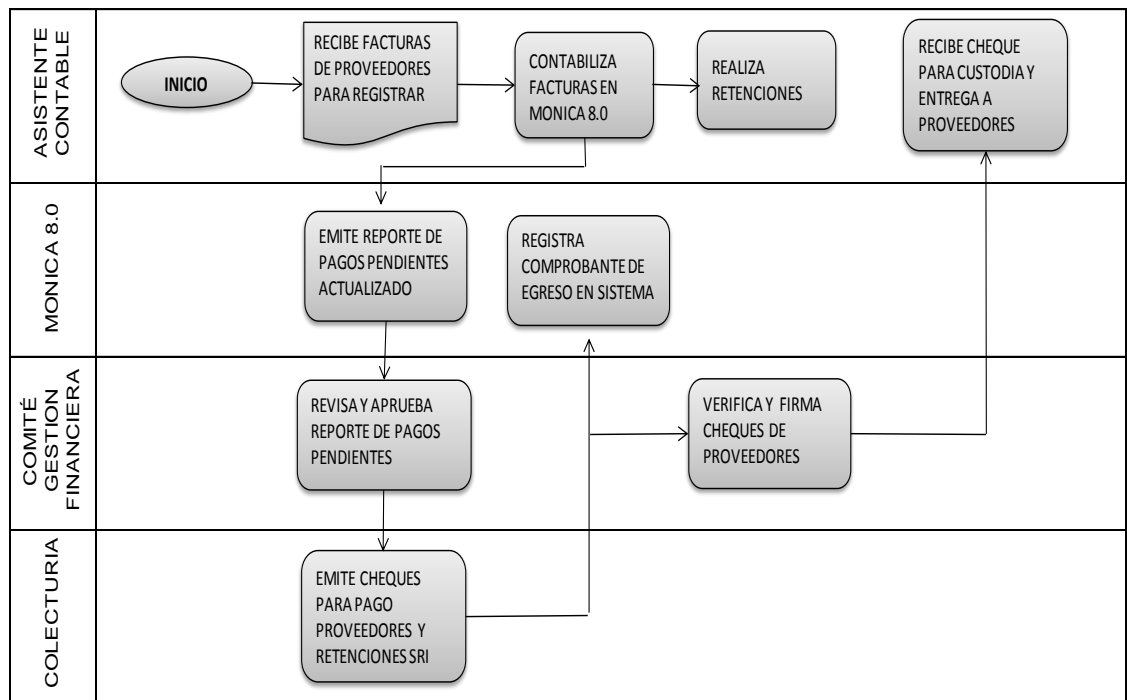 ASISTENTE
CONTABLE
INICIO
RECIBE FACTURAS
DE PROVEEDORES
PARA REGISTRAR
CONTABILIZA
FACTURAS EN
MONICA 8.0
REALIZA
RETENCIONES
RECIBE CHEQUE
PARA CUSTODIA Y
ENTREGA A
PROVEEDORES
MONICA 8.0
EMITE REPORTE DE
PAGOS PENDIENTES
ACTUALIZADO
REGISTRA
COMPROBANTE DE
EGRESO EN SISTEMA
COMITÉ
GESTION
FINANCIERA
REVISA Y APRUEBA
REPORTE DE PAGOS
PENDIENTES
VERIFICA Y FIRMA
CHEQUES DE
PROVEEDORES
COLECTURIA
EMITE CHEQUES
PARA PAGO
PROVEEDORES Y
RETENCIONES SRI